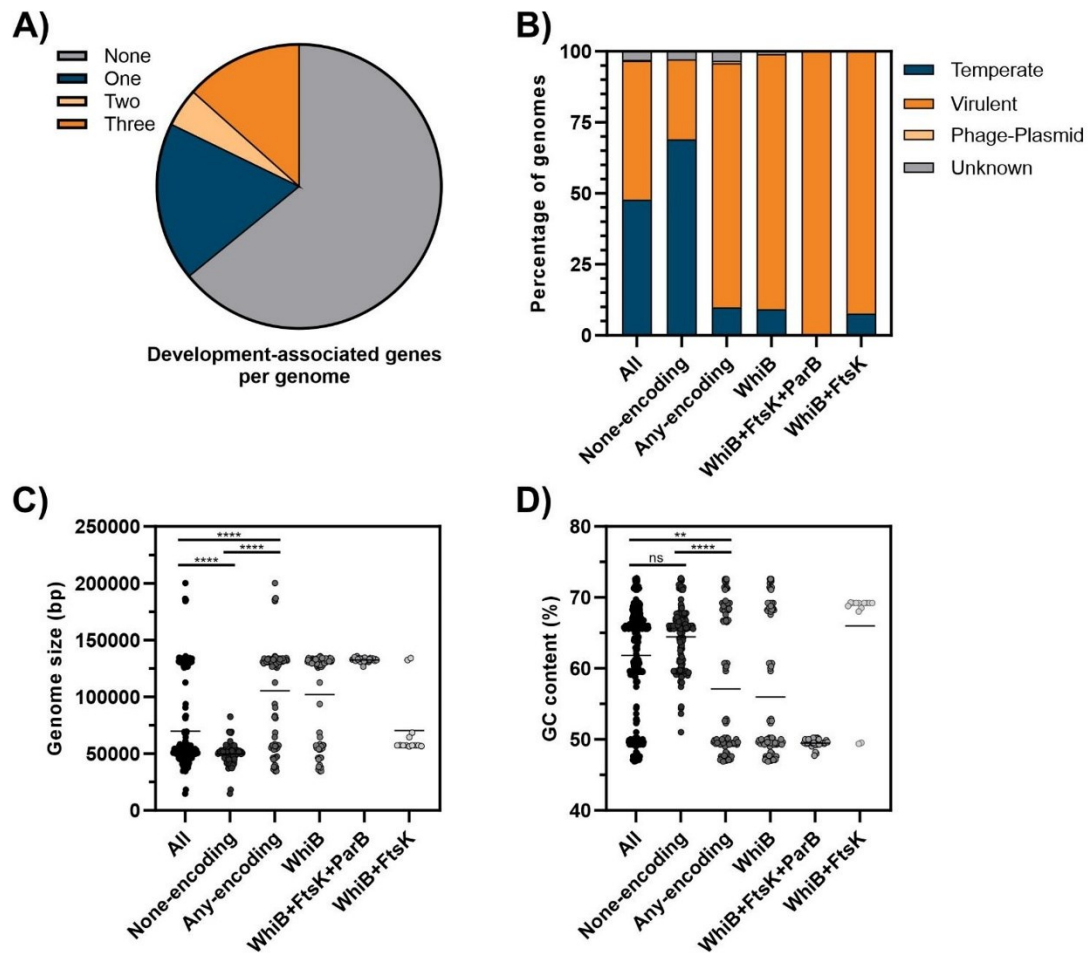 A)
None
One
Two
Three
Development-associated genes
per genome
B)
Percentage of genomes
100
75
50
25
0
All
None-encoding
Any-encoding
WhiB
WhiB+FtsK+ParB
WhiB+FtsK
Temperate
Virulent
Phage-Plasmid
Unknown
C)
Genome size (bp)
250000
200000
150000
100000
50000
0
****
****
****
All
None-encoding
Any-encoding
WhiB
WhiB+FtsK+ParB
WhiB+FtsK
D)
GC content (%)
80
70
60
50
40
**
****
ns
All
None-encoding
Any-encoding
WhiB
WhiB+FtsK+ParB
WhiB+FtsK